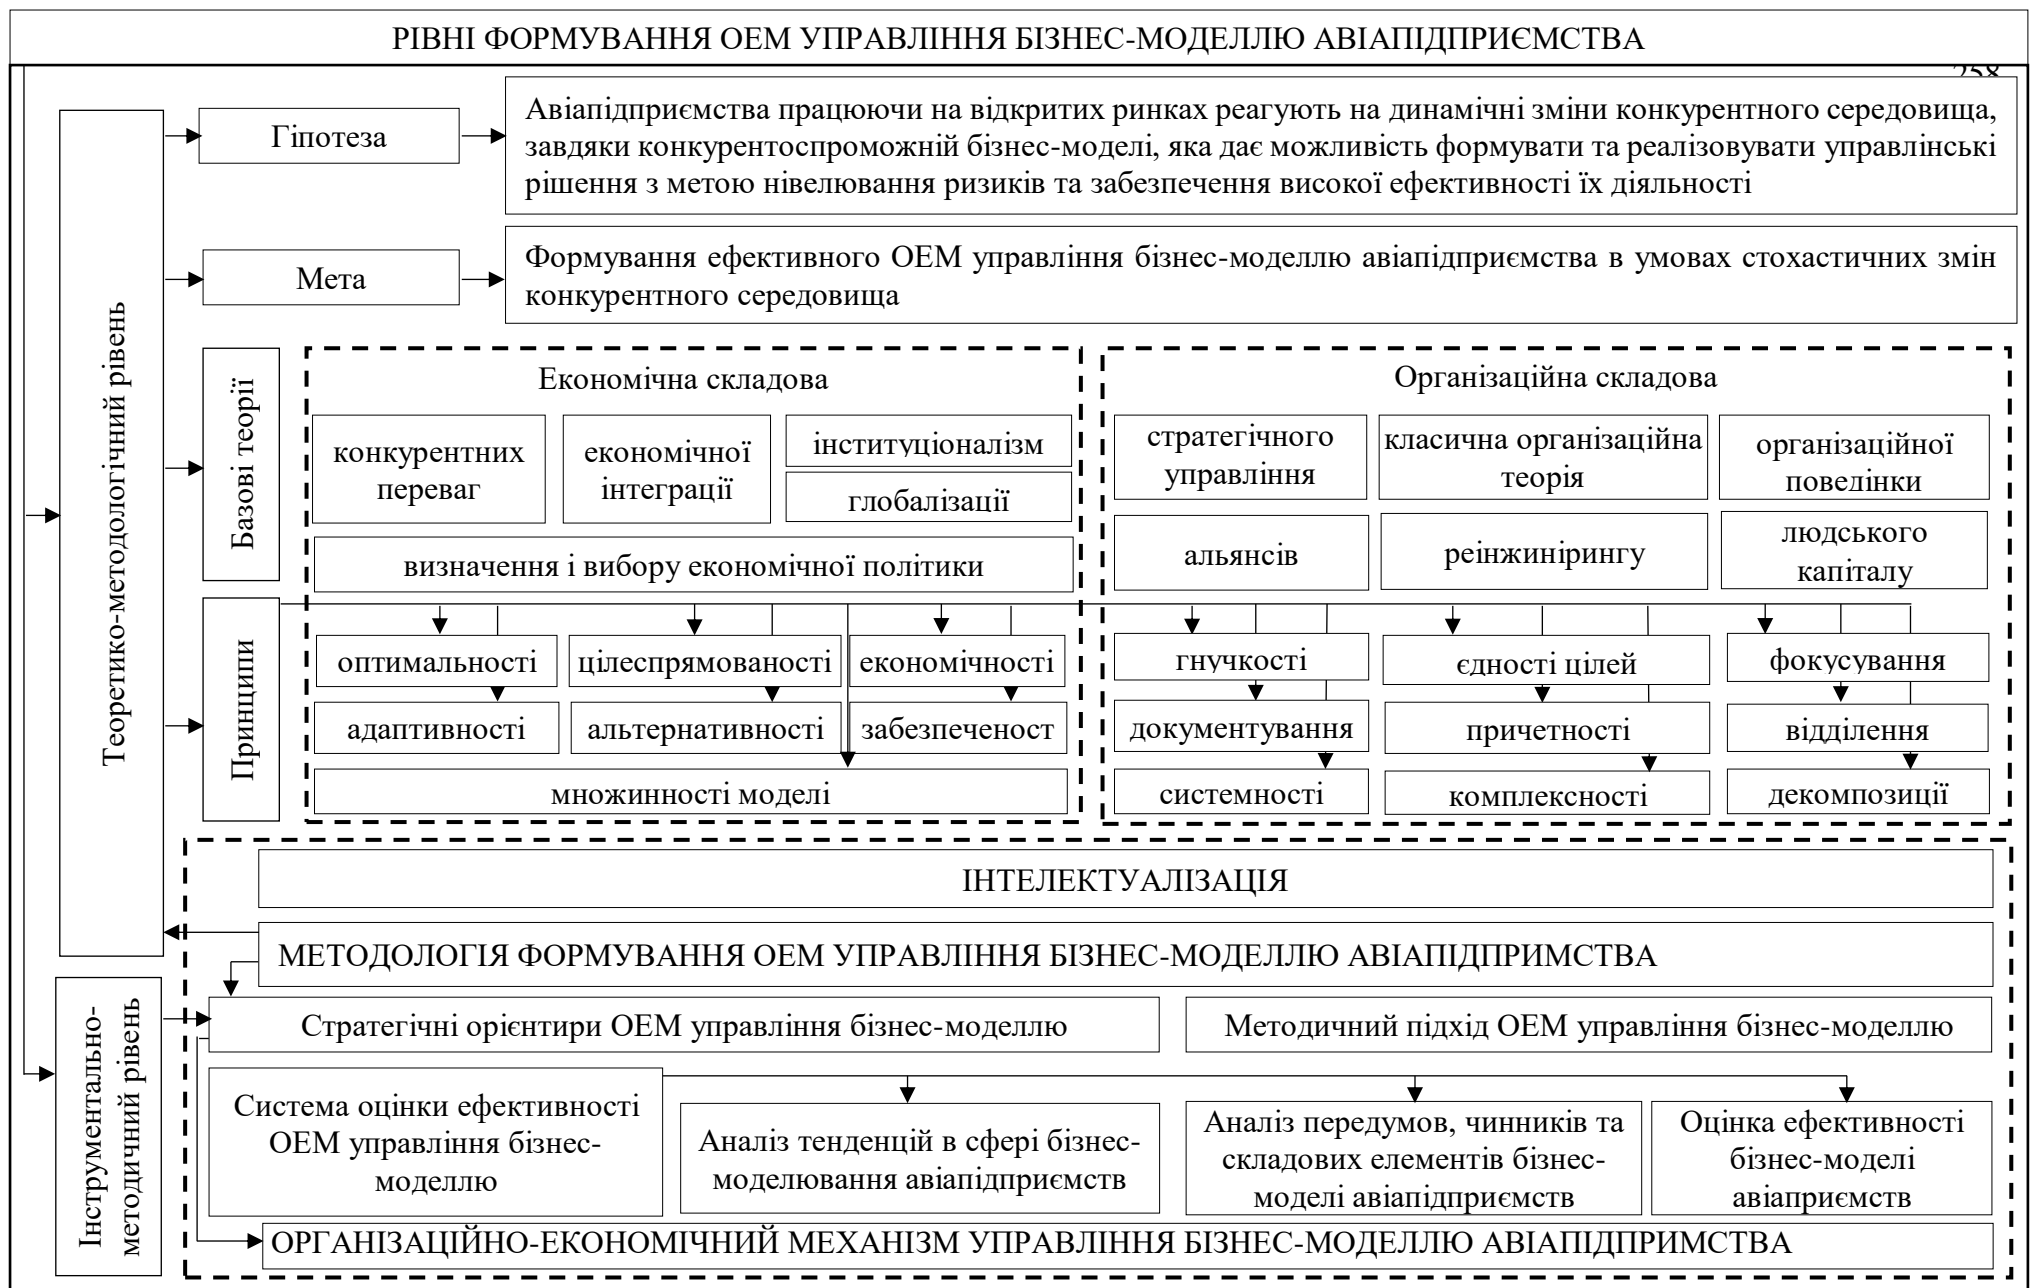 РІВНІ ФОРМУВАННЯ ОЕМ УПРАВЛІННЯ БІЗНЕС-МОДЕЛЛЮ АВІАПІДПРИЄМСТВА
258
Теоретико-методологічний рівень
Гіпотеза
Авіапідприємства працюючи на відкритих ринках реагують на динамічні зміни конкурентного середовища,
завдяки конкурентоспроможній бізнес-моделі, яка дає можливість формувати та реалізовувати управлінські
рішення з метою нівелювання ризиків та забезпечення високої ефективності їх діяльності
Мета
Формування ефективного ОЕМ управління бізнес-моделлю авіапідприємства в умовах стохастичних змін
конкурентного середовища
Базові теорії
Економічна складова
конкурентних
переваг
економічної
інтеграції
інституціоналізм
глобалізації
визначення і вибору економічної політики
Організаційна складова
стратегічного
управління
класична організаційна
теорія
організаційної
поведінки
альянсів
реінжинірингу
людського
капіталу
Принципи
оптимальності
цілеспрямованості
економічності
адаптивності
альтернативності
забезпеченост
множинності моделі
гнучкості
єдності цілей
фокусування
документування
причетності
відділення
системності
комплексності
декомпозиції
ІНТЕЛЕКТУАЛІЗАЦІЯ
МЕТОДОЛОГІЯ ФОРМУВАННЯ ОЕМ УПРАВЛІННЯ БІЗНЕС-МОДЕЛЛЮ АВІАПІДПРИМСТВА
Інструментально-
методичний рівень
Стратегічні орієнтири ОЕМ управління бізнес-моделлю
Методичний підхід ОЕМ управління бізнес-моделлю
Система оцінки ефективності
ОЕМ управління бізнес-
моделлю
Аналіз тенденцій в сфері бізнес-
моделювання авіапідприємств
Аналіз передумов, чинників та
складових елементів бізнес-
моделі авіапідприємств
Оцінка ефективності
бізнес-моделі
авіаприємств
ОРГАНІЗАЦІЙНО-ЕКОНОМІЧНИЙ МЕХАНІЗМ УПРАВЛІННЯ БІЗНЕС-МОДЕЛЛЮ АВІАПІДПРИМСТВА